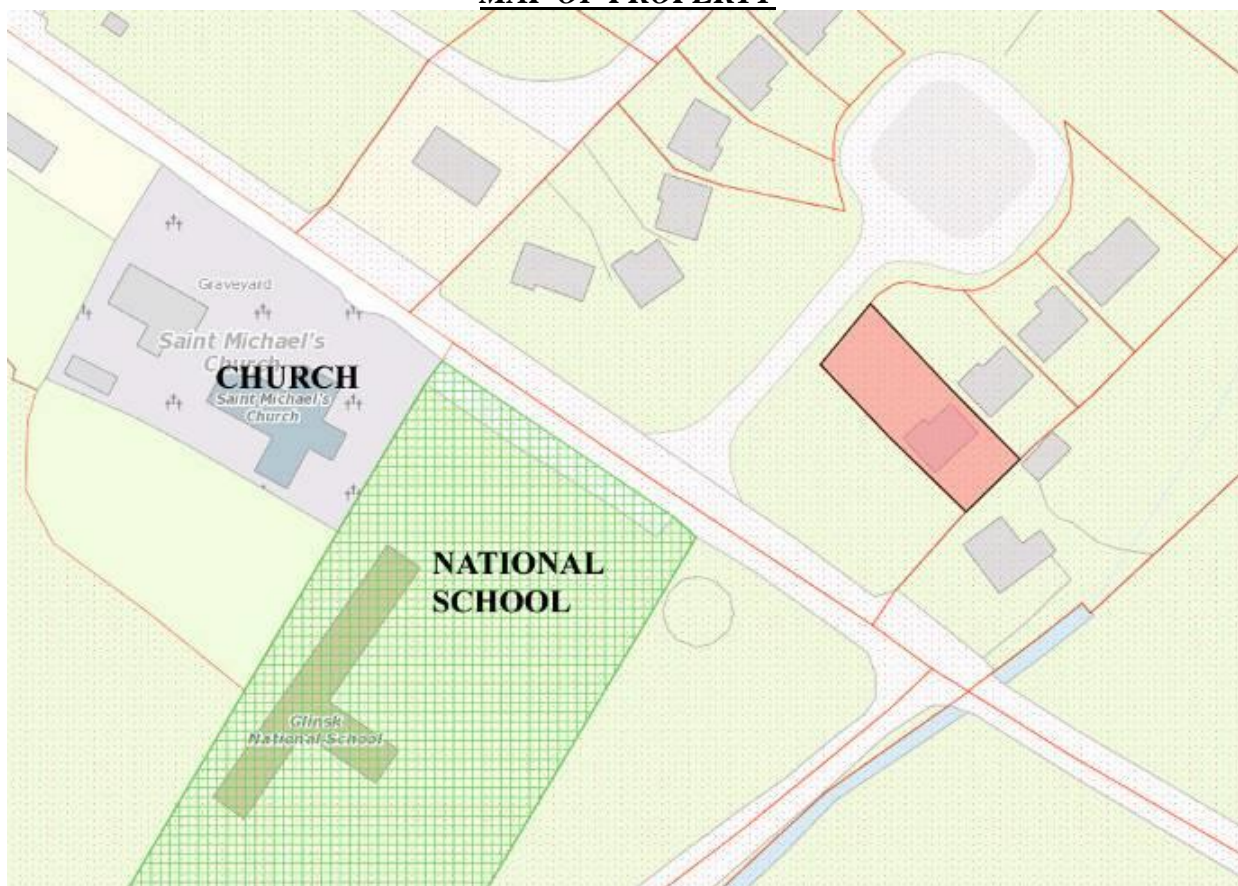 MAP OF PROPERTY
Graveyard
Saint Michael's
Church
CHURCH
Saint Michael's
Church
NATIONAL
SCHOOL
Glinsk
National School